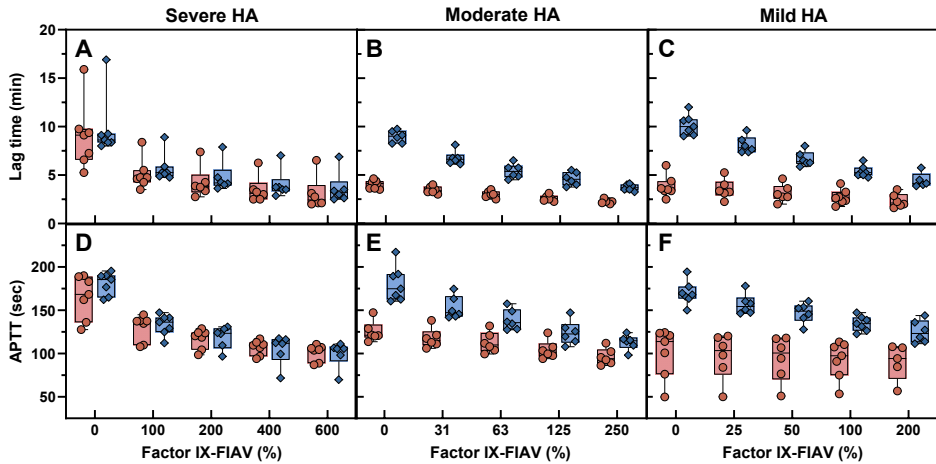 Severe HA Moderate HA Mild HA
Lag time (min)
20
15
10
5
0
A
B
C
APTT (sec)
200
150
100
50
D
E
F
0 100 200 400 600
0 31 63 125 250
0 25 50 100 200
Factor IX-FIAV (%) Factor IX-FIAV (%) Factor IX-FIAV (%)